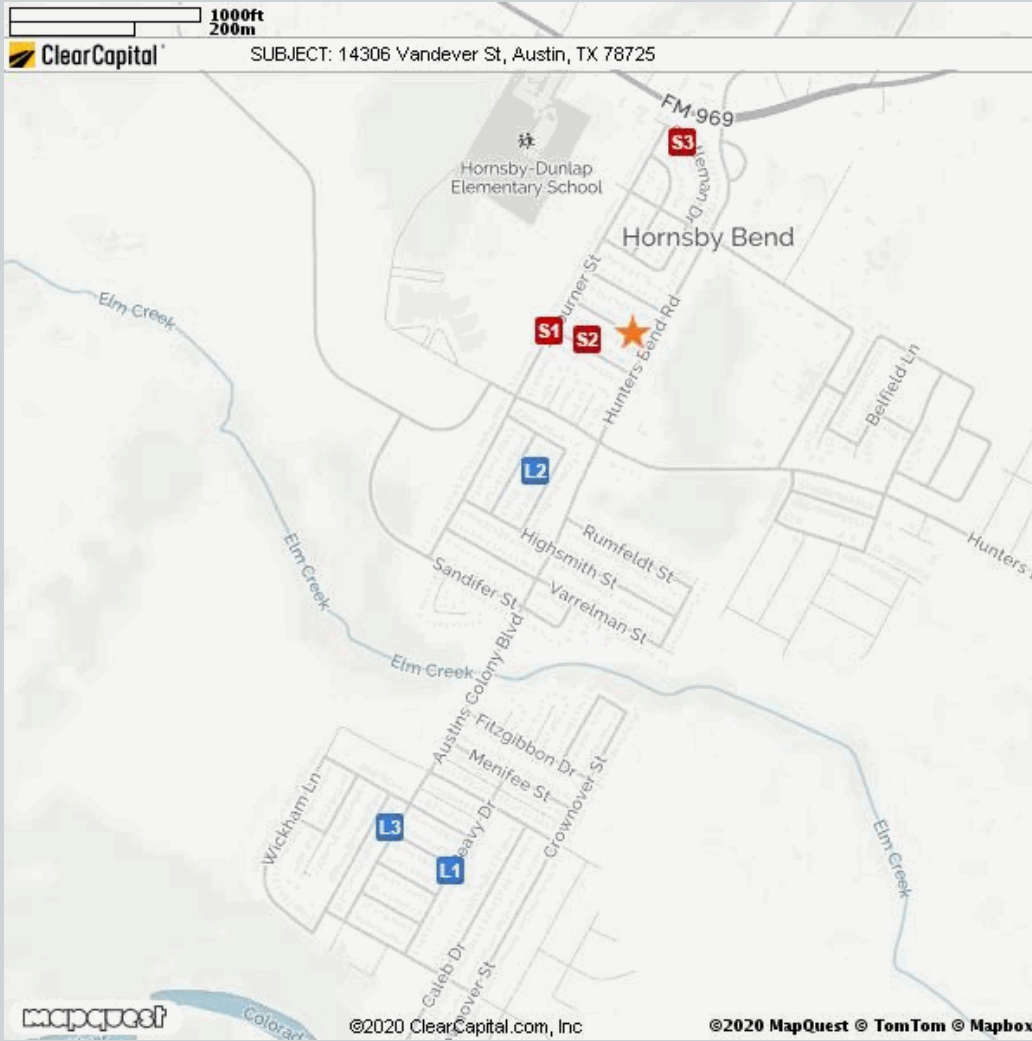 1000ft
200m
ClearCapital
SUBJECT: 14306 Vandever St, Austin, TX 78725
FM 969
S3
Neman Dr
Hornsby-Dunlap
Elementary School
Hornsby Bend
Elm Creek
S1
S2
Hunters Bend Rd
Belfield Ln
L2
Elm Creek
Highsmith St
Rumfeldt St
Hunters
Sandifer St
Varrelman St
Elm Creek
Austins Colony Blvd
Fitzgibbon Dr
Menifee St
Crownover St
Wickham Ln
L3
L1
Elm Creek
Caleb Dr
mapquest
©2020 ClearCapital.com, Inc
©2020 MapQuest © TomTom © Mapbox